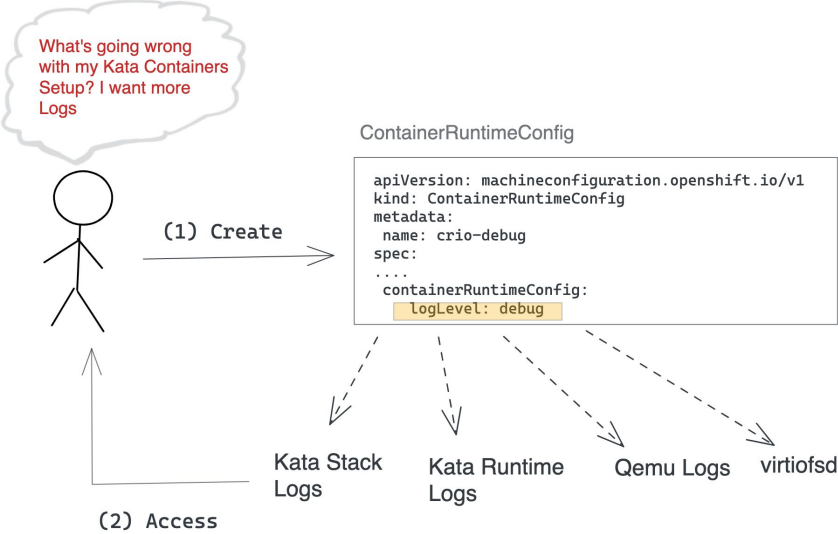 What's going wrong
with my Kata Containers
Setup? I want more
Logs
ContainerRuntimeConfig
apiVersion: machineconfiguration.openshift.io/v1
kind: ContainerRuntimeConfig
metadata:
name: crio-debug
spec:
....
containerRuntimeConfig:
logLevel: debug
(1) Create
Kata Stack
Logs
Kata Runtime
Logs
Qemu Logs
virtiofsd
(2) Access